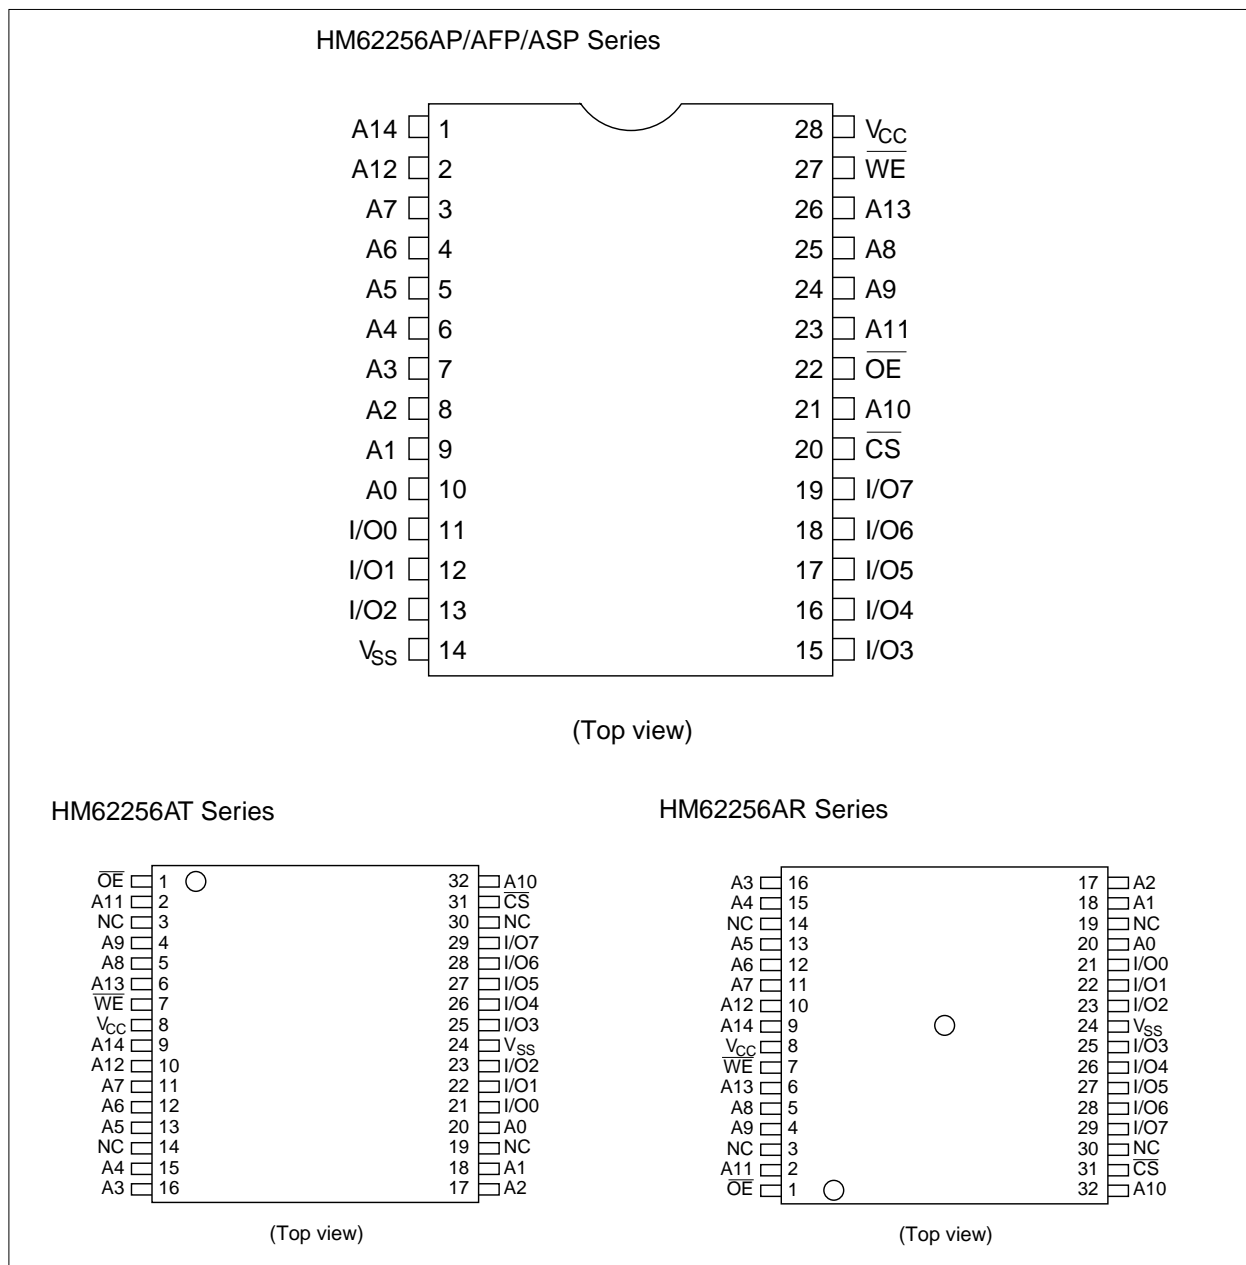 HM62256AP/AFP/ASP Series
A14 1 28 VCC
A12 2 27 WE
A7 3 26 A13
A6 4 25 A8
A5 5 24 A9
A4 6 23 A11
A3 7 22 OE
A2 8 21 A10
A1 9 20 CS
A0 10 19 I/O7
I/O0 11 18 I/O6
I/O1 12 17 I/O5
I/O2 13 16 I/O4
VSS 14 15 I/O3
(Top view)
HM62256AT Series
OE 1 32 A10
A11 2 31 CS
NC 3 30 NC
A9 4 29 I/O7
A8 5 28 I/O6
A13 6 27 I/O5
WE 7 26 I/O4
VCC 8 25 I/O3
A14 9 24 VSS
A12 10 23 I/O2
A7 11 22 I/O1
A6 12 21 I/O0
A5 13 20 A0
NC 14 19 NC
A4 15 18 A1
A3 16 17 A2
(Top view)
HM62256AR Series
A3 16 17 A2
A4 15 18 A1
NC 14 19 NC
A5 13 20 A0
A6 12 21 I/O0
A7 11 22 I/O1
A12 10 23 I/O2
A14 9 24 VSS
VCC 8 25 I/O3
WE 7 26 I/O4
A13 6 27 I/O5
A8 5 28 I/O6
A9 4 29 I/O7
NC 3 30 NC
A11 2 31 CS
OE 1 32 A10
(Top view)